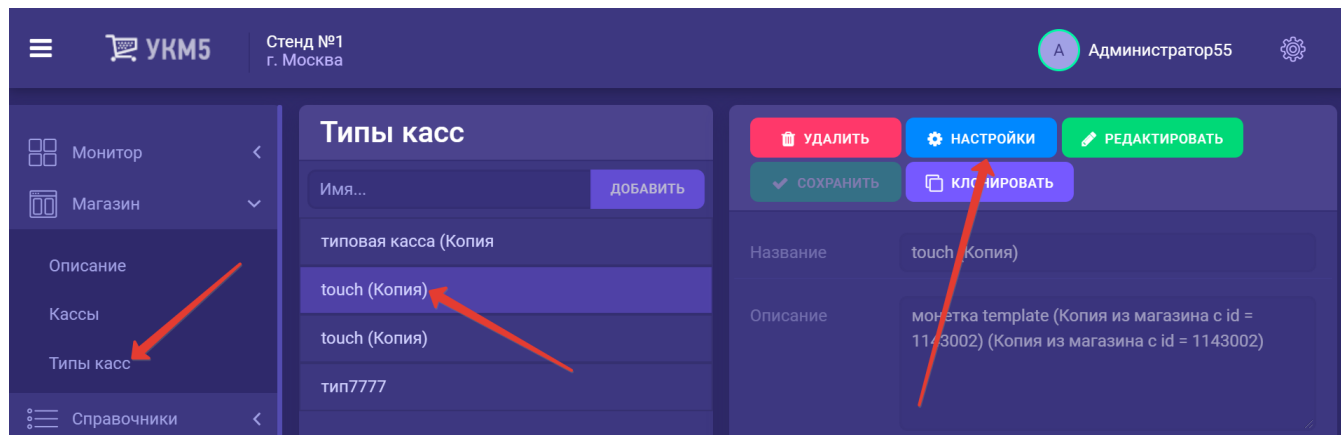 УКМ5
Стенд №1
г. Москва
А
Администратор55
Монитор
Магазин
Описание
Кассы
Типы касс
Справочники
Типы касс
Имя...
ДОБАВИТЬ
типовая касса (Копия
touch (Копия)
touch (Копия)
тип7777
УДАЛИТЬ
НАСТРОЙКИ
РЕДАКТИРОВАТЬ
СОХРАНИТЬ
КЛОНИРОВАТЬ
Название
touch (Копия)
Описание
монетка template (Копия из магазина с id =
1143002) (Копия из магазина с id = 1143002)